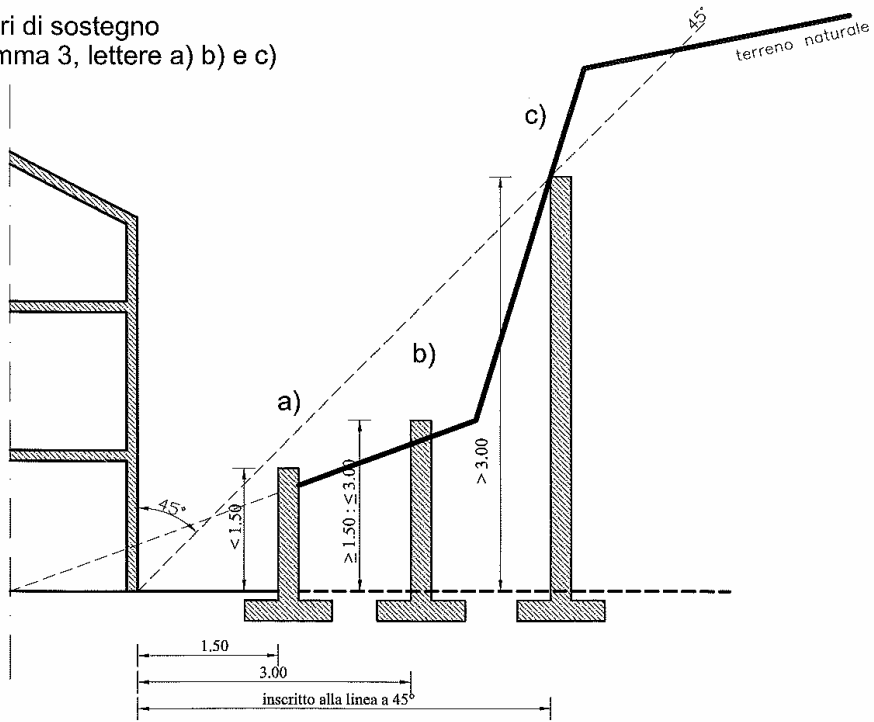 ri di sostegno
mma 3, lettere a) b) e c)
45°
terreno naturale
c)
b)
a)
45°
< 1.50
≥ 1.50 : ≤ 3.00
> 3.00
1.50
3.00
inscritto alla linea a 45°